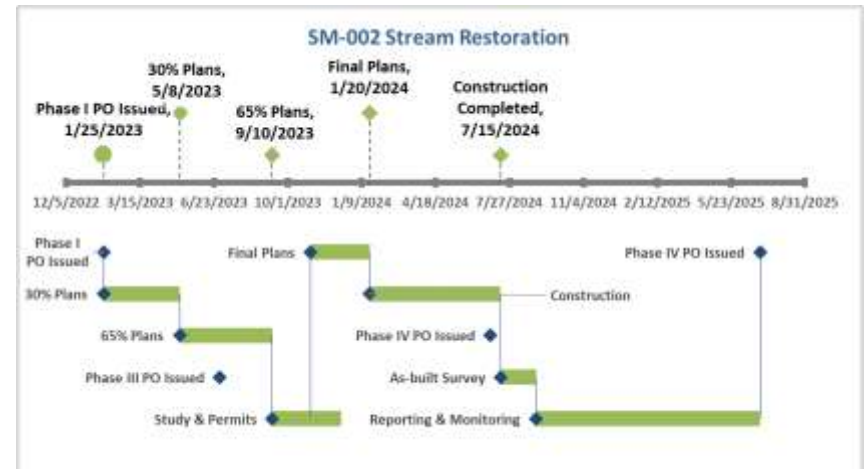 SM-002 Stream Restoration
30% Plans,
5/8/2023
Final Plans,
1/20/2024
Phase I PO Issued,
1/25/2023
65% Plans,
9/10/2023
Construction
Completed,
7/15/2024
12/5/2022 3/15/2023 6/23/2023 10/1/2023 1/9/2024 4/18/2024 7/27/2024 11/4/2024 2/12/2025 5/23/2025 8/31/2025
Phase I
PO Issued
Final Plans
Phase IV PO Issued
30% Plans
Construction
65% Plans
Phase IV PO Issued
Phase III PO Issued
As-built Survey
Study & Permits
Reporting & Monitoring